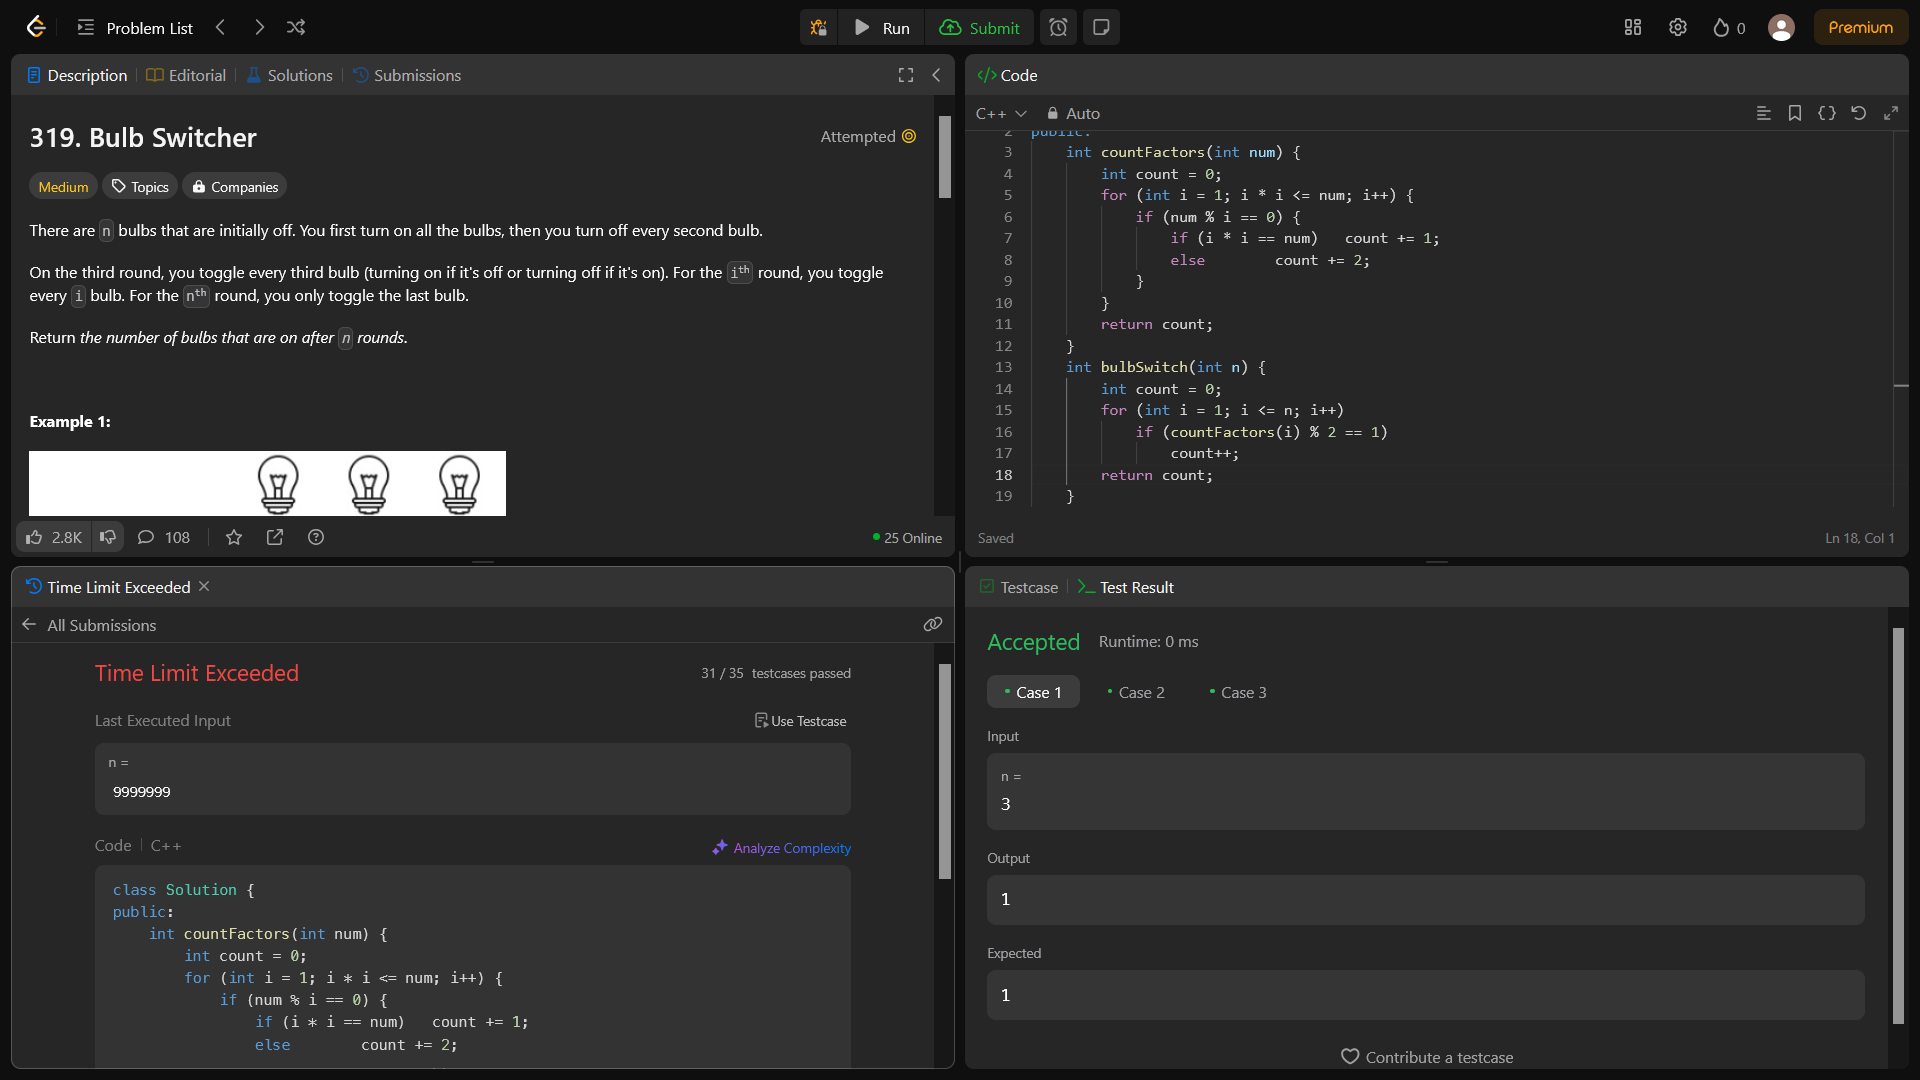 Problem List
Run
Submit
0
Premium
Description
Editorial
Solutions
Submissions
319. Bulb Switcher
Attempted
Medium
Topics
Companies
There are n bulbs that are initially off. You first turn on all the bulbs, then you turn off every second bulb.
On the third round, you toggle every third bulb (turning on if it's off or turning off if it's on). For the ith round, you toggle
every i bulb. For the nth round, you only toggle the last bulb.
Return the number of bulbs that are on after n rounds.
Example 1:
2.8K
108
25 Online
Code
C++
Auto
2 public:
3 int countFactors(int num) {
4 int count = 0;
5 for (int i = 1; i * i <= num; i++) {
6 if (num % i == 0) {
7 if (i * i == num)   count += 1;
8 else        count += 2;
9 }
10 }
11 return count;
12 }
13 int bulbSwitch(int n) {
14 int count = 0;
15 for (int i = 1; i <= n; i++)
16 if (countFactors(i) % 2 == 1)
17 count++;
18 return count;
19 }
Saved
Ln 18, Col 1
Time Limit Exceeded
All Submissions
Time Limit Exceeded
31 / 35 testcases passed
Last Executed Input
Use Testcase
n =
9999999
Code
C++
Analyze Complexity
class Solution {
public:
int countFactors(int num) {
int count = 0;
for (int i = 1; i * i <= num; i++) {
if (num % i == 0) {
if (i * i == num)   count += 1;
else        count += 2;
Testcase
Test Result
Accepted
Runtime: 0 ms
Case 1
Case 2
Case 3
Input
n =
3
Output
1
Expected
1
Contribute a testcase